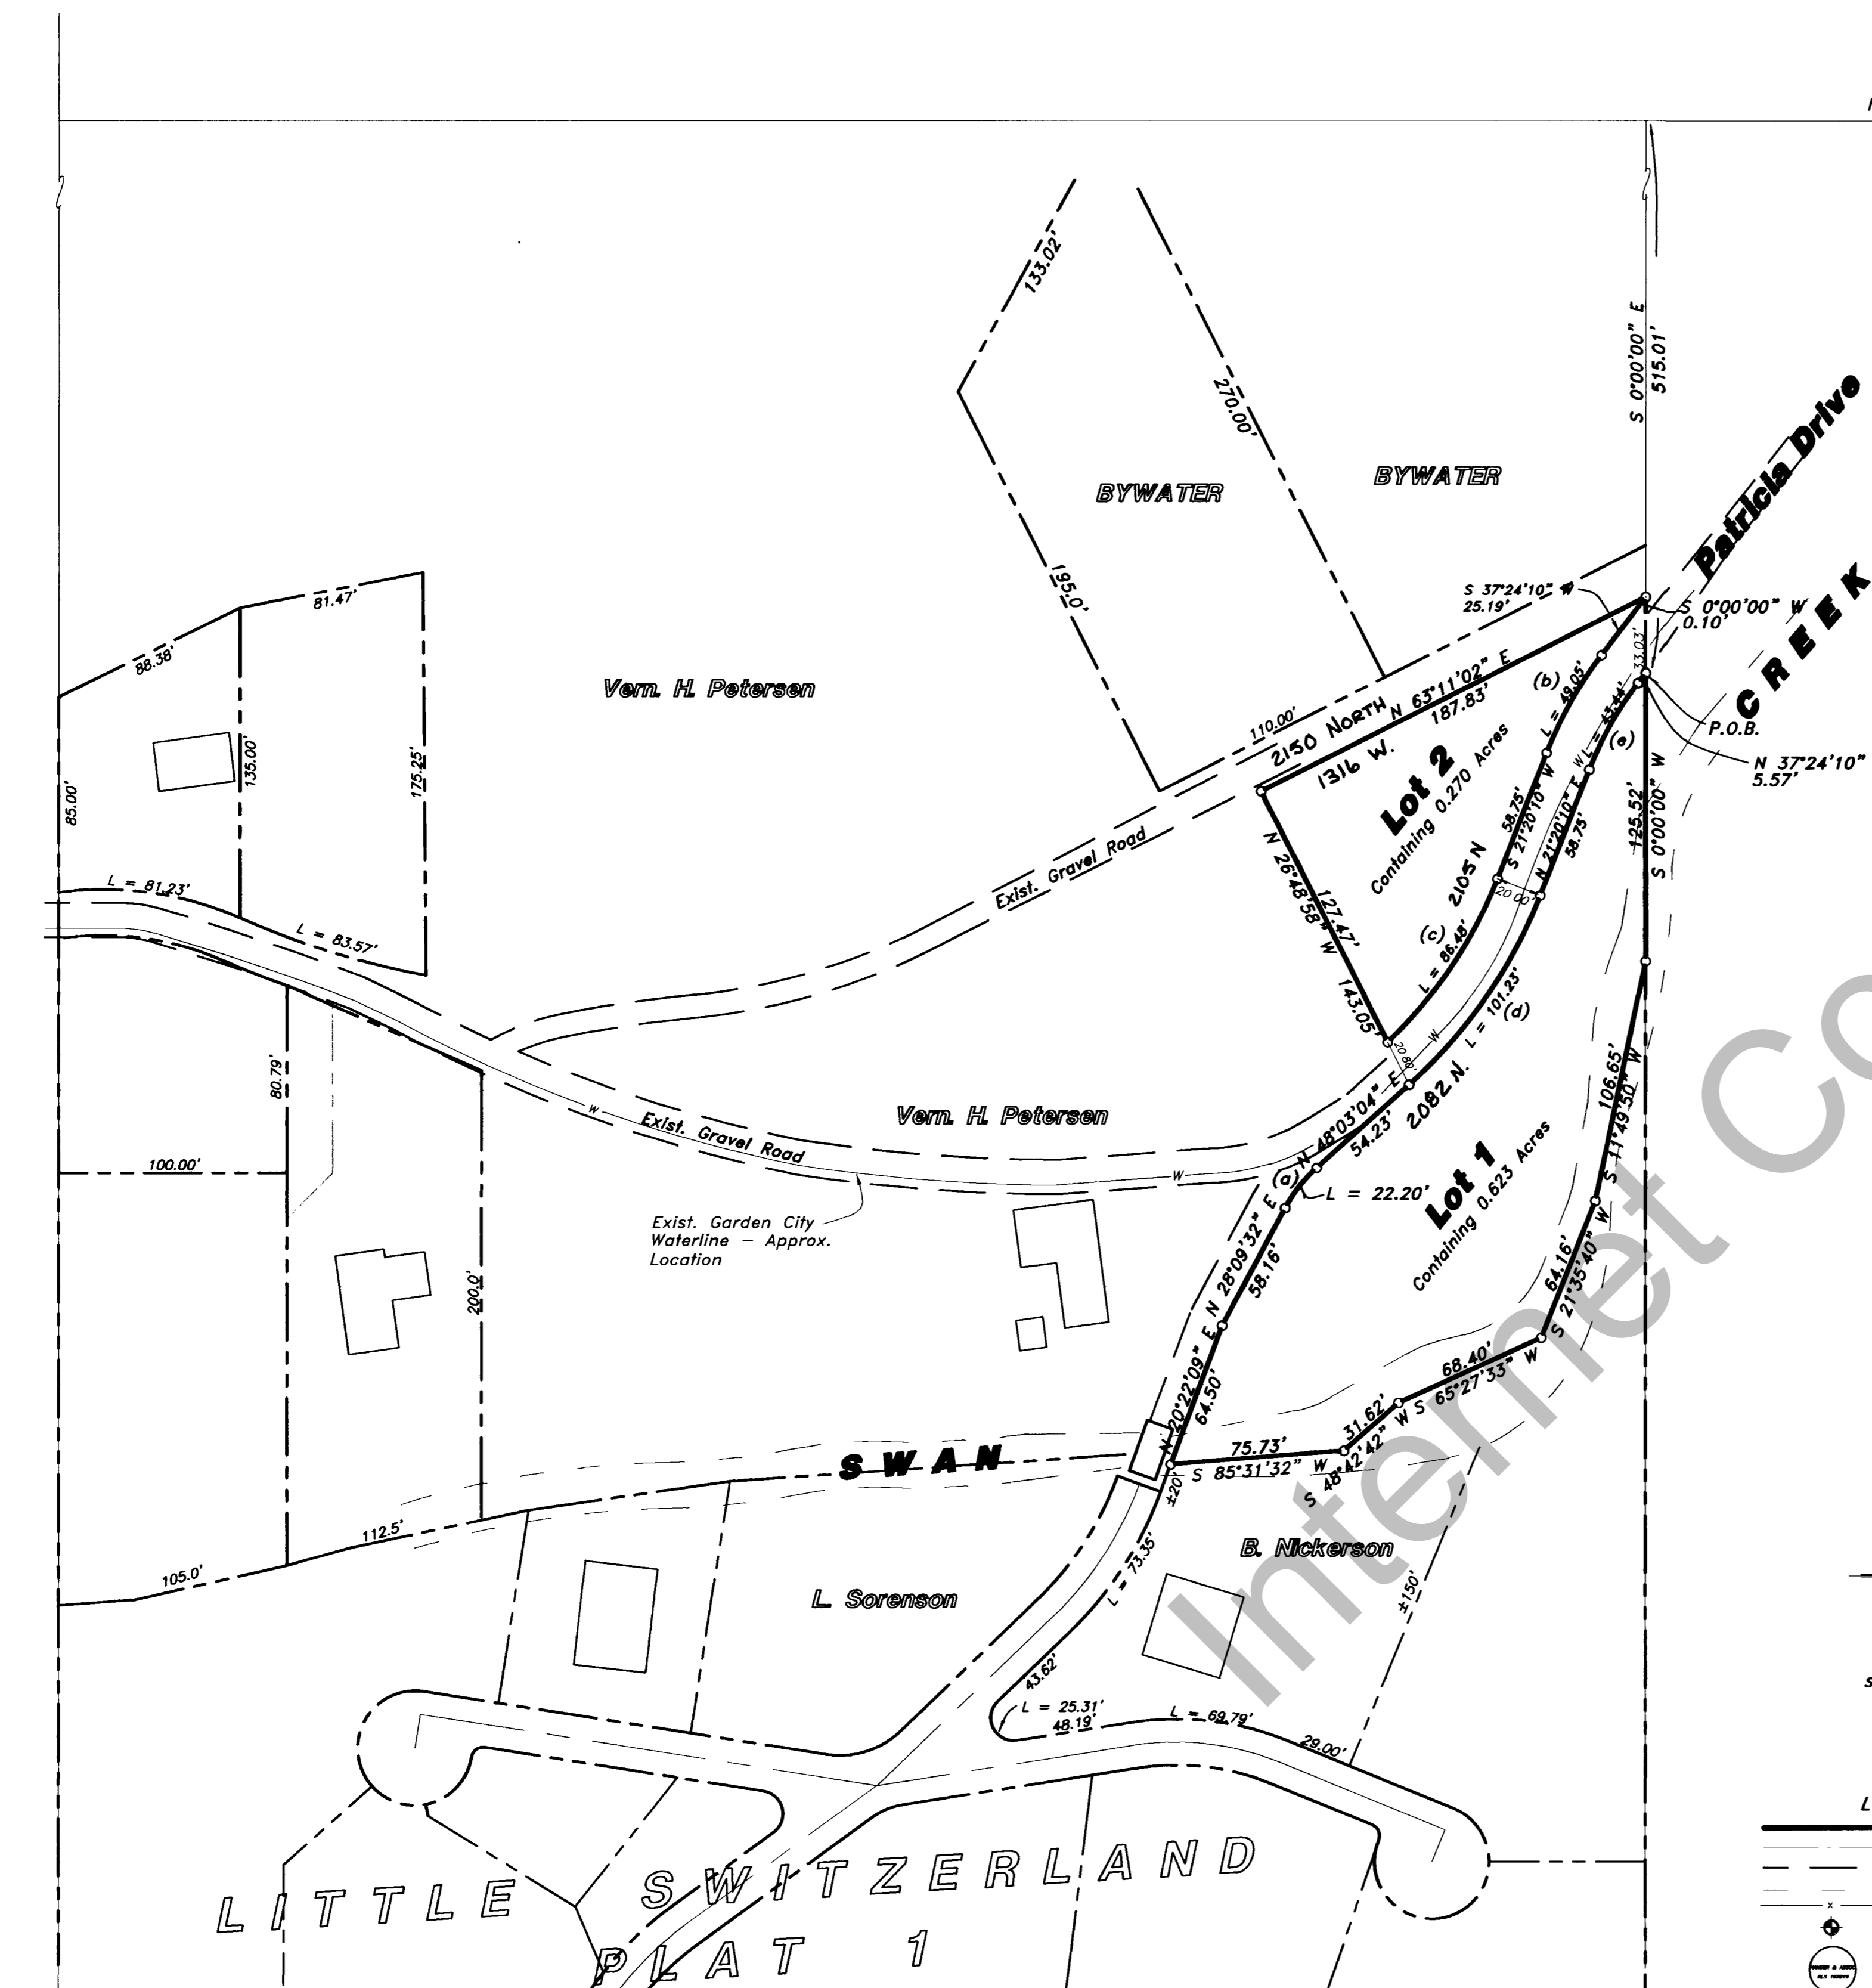 133.02'
270.00'
S 0°00'00" E
515.01'
Patricia Drive
CREEK
BYWATER
BYWATER
195.0'
S 37°24'10" W
25.19'
S 0°00'00" W
0.10'
33.03'
81.47'
88.38'
Vern. H. Petersen
135.00'
175.25'
85.00'
110.00'
2150 NORTH
N 63°11'02" E
187.83'
1316 W.
(b)
L = 49.05'
L = 43.44'
(e)
W
P.O.B.
N 37°24'10"
5.57'
Lot 2
Containing 0.270 Acres
58.75'
S 21°20'10" W
N 21°20'10" E
58.75'
125.52'
S 0°00'00" W
Exist. Gravel Road
N 26°48'58" W
127.47'
143.05'
2105 N
20.00'
(c)
L = 86.43'
L = 101.23'
(d)
20.80'
W
L = 81.23'
L = 83.57'
80.79'
100.00'
200.0'
W
Exist. Gravel Road
Vern. H. Petersen
W
Exist. Garden City
Waterline - Approx.
Location
N 48°03'04" E
54.23'
2082 N.
(a)
L = 22.20'
N 28°09'32" E
58.16'
Lot 1
Containing 0.623 Acres
106.65'
S 11°49'50" W
64.16'
S 21°35'40" W
N 20°22'09" E
64.50'
68.40'
S 65°27'33" W
31.62'
S 48°42'42" W
75.73'
S 85°31'32" W
SWAN
±20'
112.5'
105.0'
L = 73.35'
B. Nickerson
±150'
L. Sorenson
43.62'
L = 25.31'
48.19'
L = 69.79'
29.00'
LITTLE SWITZERLAND
PLAT 1
x
Internet Co